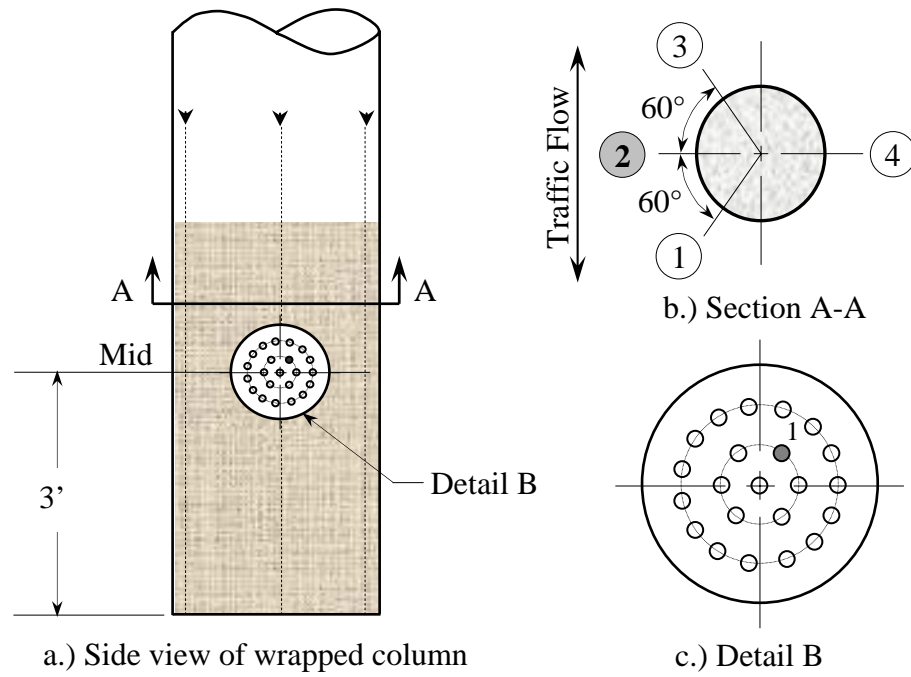 A
A
Mid
3’
Detail B
a.) Side view of wrapped column
Traffic Flow
3
60°
2
4
60°
1
b.) Section A-A
1
c.) Detail B